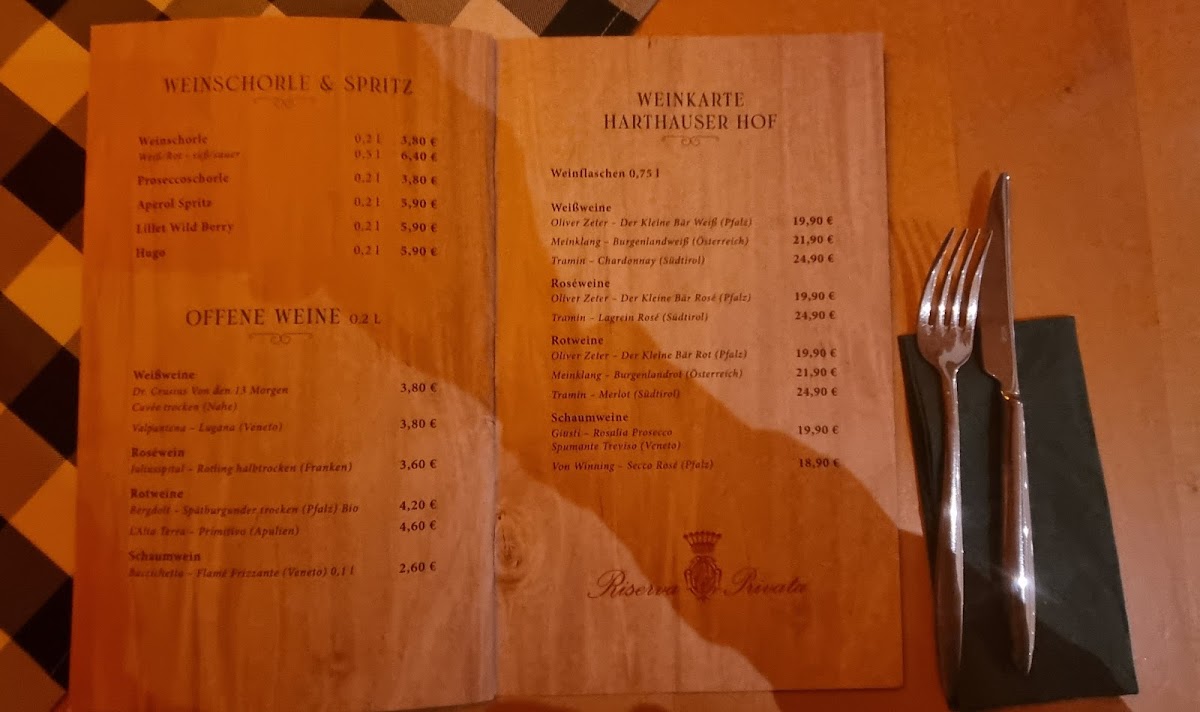 WEINSCHORLE & SPRITZ
Weinschorle 0,2 l 3,80 €
Weiß/Rot - süß/sauer 0,5 l 6,40 €
Proseccoschorle 0,2 l 3,80 €
Aperol Spritz 0,2 l 5,90 €
Lillet Wild Berry 0,2 l 5,90 €
Hugo 0,2 l 5,90 €
OFFENE WEINE 0,2 L
Weißweine
Dr. Crusius Von den 13 Morgen 3,80 €
Cuvée trocken (Nahe)
Valpantena - Lugana (Veneto) 3,80 €
Roséwein
Juliusspital - Rotling halbtrocken (Franken) 3,60 €
Rotweine
Bergdolt - Spätburgunder trocken (Pfalz) Bio 4,20 €
L'Alta Terra - Primitivo (Apulien) 4,60 €
Schaumwein
Bacchetto - Flamé Frizzante (Veneto) 0,1 l 2,60 €
WEINKARTE
HARTHAUSER HOF
Weinflaschen 0,75 l
Weißweine
Oliver Zeter - Der Kleine Bär Weiß (Pfalz) 19,90 €
Meinklang - Burgenlandweiß (Österreich) 21,90 €
Tramin - Chardonnay (Südtirol) 24,90 €
Roséweine
Oliver Zeter - Der Kleine Bär Rosé (Pfalz) 19,90 €
Tramin - Lagrein Rosé (Südtirol) 24,90 €
Rotweine
Oliver Zeter - Der Kleine Bär Rot (Pfalz) 19,90 €
Meinklang - Burgenlandrot (Österreich) 21,90 €
Tramin - Merlot (Südtirol) 24,90 €
Schaumweine
Giusti - Rosalia Prosecco 19,90 €
Spumante Treviso (Veneto)
Von Winning - Secco Rosé (Pfalz) 18,90 €
Riserva Privata